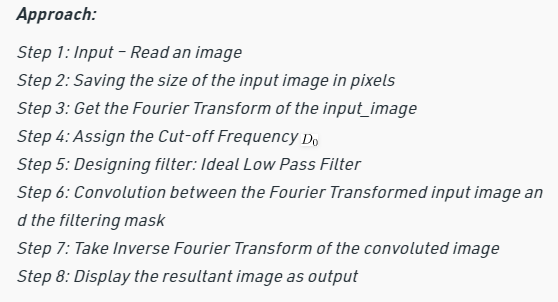 Approach:
Step 1: Input – Read an image
Step 2: Saving the size of the input image in pixels
Step 3: Get the Fourier Transform of the input_image
Step 4: Assign the Cut-off Frequency D₀
Step 5: Designing filter: Ideal Low Pass Filter
Step 6: Convolution between the Fourier Transformed input image an
d the filtering mask
Step 7: Take Inverse Fourier Transform of the convoluted image
Step 8: Display the resultant image as output